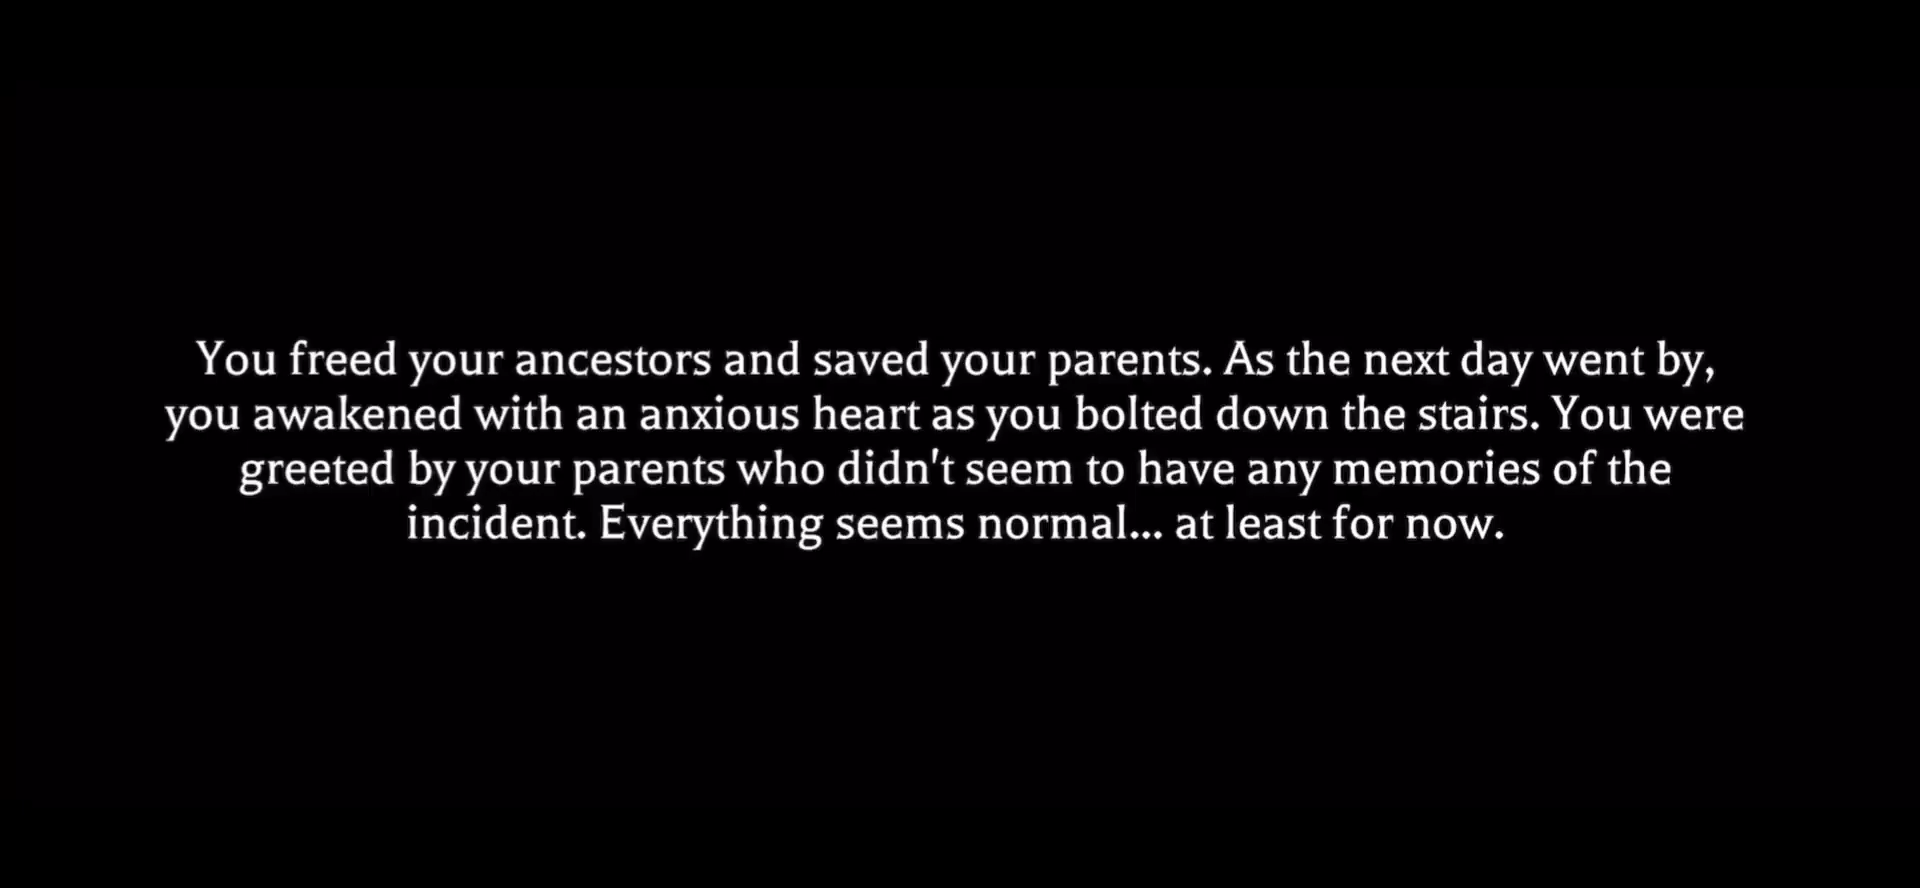 You freed your ancestors and saved your parents. As the next day went by,
you awakened with an anxious heart as you bolted down the stairs. You were
greeted by your parents who didn't seem to have any memories of the
incident. Everything seems normal... at least for now.